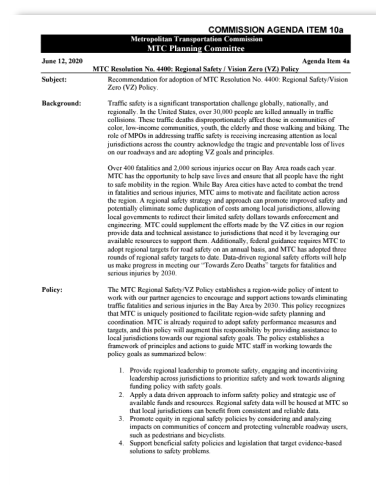 COMMISSION AGENDA ITEM 10a
Metropolitan Transportation Commission
MTC Planning Committee
June 12, 2020 Agenda Item 4a
MTC Resolution No. 4400: Regional Safety / Vision Zero (VZ) Policy
Subject: Recommendation for adoption of MTC Resolution No. 4400: Regional Safety/Vision
Zero (VZ) Policy.
Background: Traffic safety is a significant transportation challenge globally, nationally, and
regionally. In the United States, over 30,000 people are killed annually in traffic
collisions. These traffic deaths disproportionately affect those in communities of
color, low-income communities, youth, the elderly and those walking and biking. The
role of MPOs in addressing traffic safety is receiving increasing attention as local
jurisdictions across the country acknowledge the tragic and preventable loss of lives
on our roadways and are adopting VZ goals and principles.
Over 400 fatalities and 2,000 serious injuries occur on Bay Area roads each year.
MTC has the opportunity to help save lives and ensure that all people have the right
to safe mobility in the region. While Bay Area cities have acted to combat the trend
in fatalities and serious injuries, MTC aims to motivate and facilitate action across
the region. A regional safety strategy and approach can promote improved safety and
potentially eliminate some duplication of costs among local jurisdictions, allowing
local governments to redirect their limited safety dollars towards enforcement and
engineering. MTC could supplement the efforts made by the VZ cities in our region
provide data and technical assistance to jurisdictions that need it by leveraging our
available resources to support them. Additionally, federal guidance requires MTC to
adopt regional targets for road safety on an annual basis, and MTC has adopted three
rounds of regional safety targets to date. Data-driven regional safety efforts will help
us make progress in meeting our "Towards Zero Deaths" targets for fatalities and
serious injuries by 2030.
Policy: The MTC Regional Safety/VZ Policy establishes a region-wide policy of intent to
work with our partner agencies to encourage and support actions towards eliminating
traffic fatalities and serious injuries in the Bay Area by 2030. This policy recognizes
that MTC is uniquely positioned to facilitate region-wide safety planning and
coordination. MTC is already required to adopt safety performance measures and
targets, and this policy will augment this responsibility by providing assistance to
local jurisdictions towards our regional safety goals. The policy establishes a
framework of principles and actions to guide MTC staff in working towards the
policy goals as summarized below:
1. Provide regional leadership to promote safety, engaging and incentivizing
leadership across jurisdictions to prioritize safety and work towards aligning
funding policy with safety goals.
2. Apply a data driven approach to inform safety policy and strategic use of
available funds and resources. Regional safety data will be housed at MTC so
that local jurisdictions can benefit from consistent and reliable data.
3. Promote equity in regional safety policies by considering and analyzing
impacts on communities of concern and protecting vulnerable roadway users,
such as pedestrians and bicyclists.
4. Support beneficial safety policies and legislation that target evidence-based
solutions to safety problems.